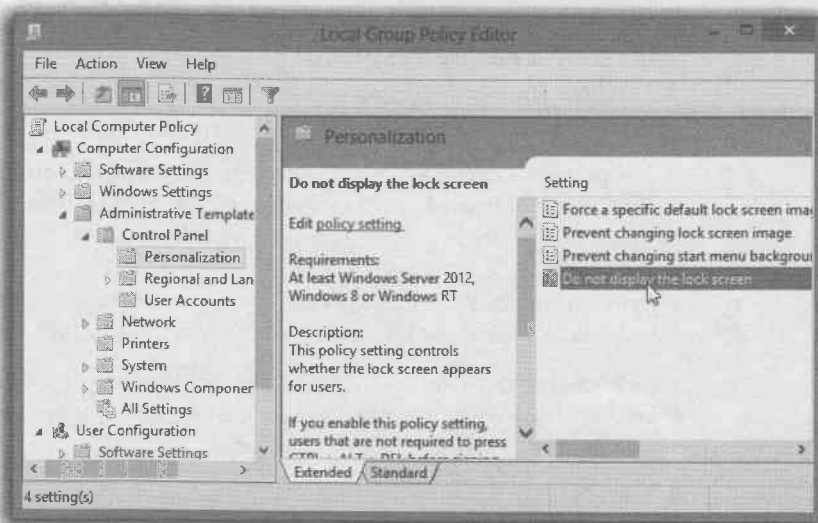 Local Group Policy Editor
File Action View Help
Local Computer Policy
Computer Configuration
Software Settings
Windows Settings
Administrative Template
Control Panel
Personalization
Regional and Lan
User Accounts
Network
Printers
System
Windows Componer
All Settings
User Configuration
Software Settings
Personalization
Do not display the lock screen
Edit policy setting
Requirements:
At least Windows Server 2012,
Windows 8 or Windows RT
Description:
This policy setting controls
whether the lock screen appears
for users.
If you enable this policy setting,
users that are not required to press
Setting
Force a specific default lock screen imag
Prevent changing lock screen image
Prevent changing start menu backgroun
Do not display the lock screen
Extended Standard
4 setting(s)